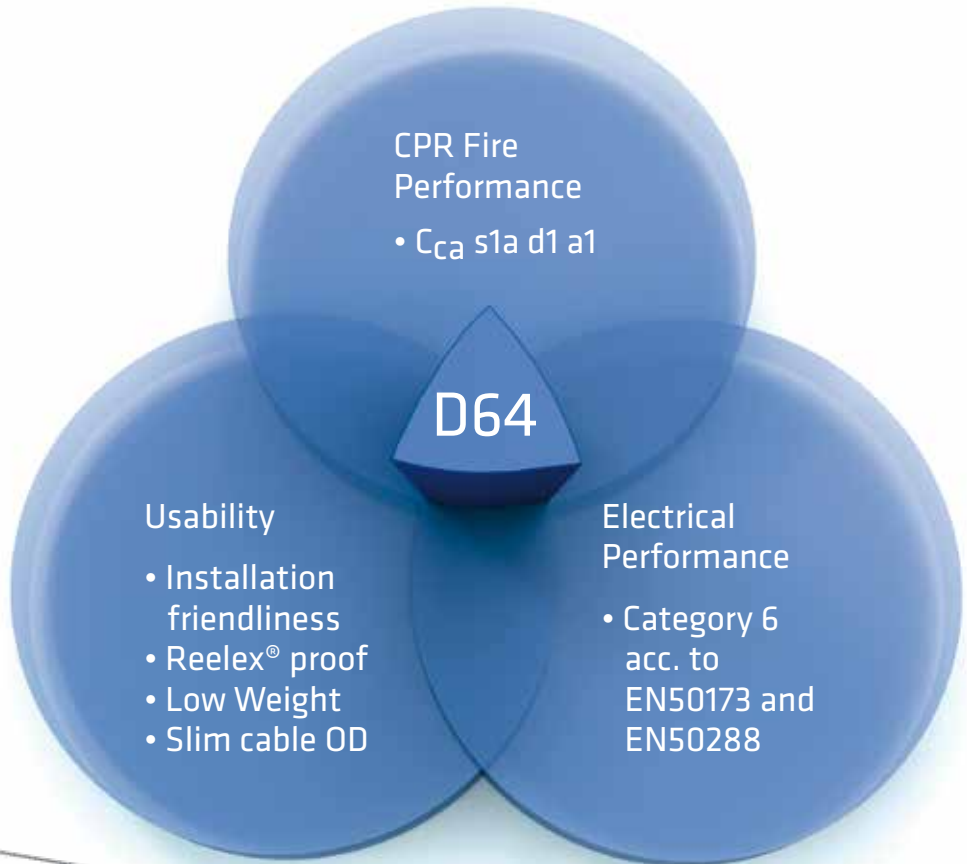 CPR Fire
Performance
• Cca s1a d1 a1
D64
Usability
• Installation
friendliness
• Reelex® proof
• Low Weight
• Slim cable OD
Electrical
Performance
• Category 6
acc. to
EN50173 and
EN50288